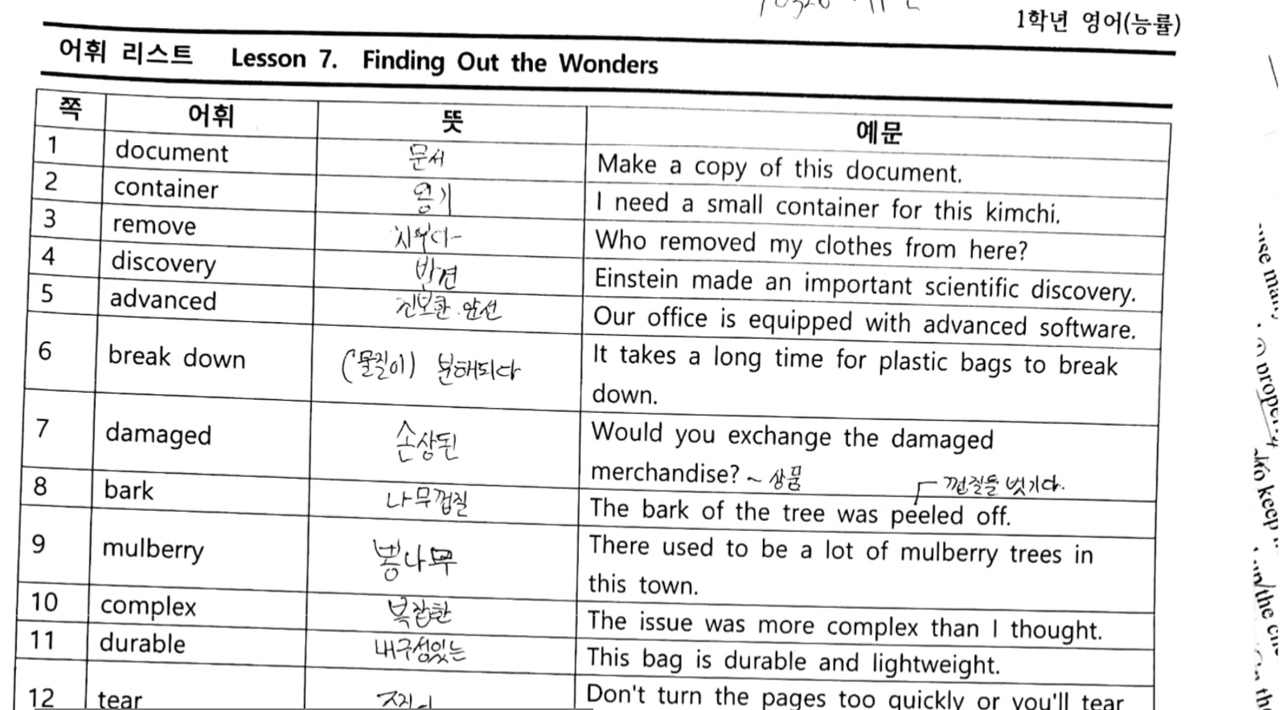 1학년 영어(능률)
어휘 리스트 Lesson 7. Finding Out the Wonders
쪽 어휘 뜻 예문
1 document 문서 Make a copy of this document.
2 container 용기 I need a small container for this kimchi.
3 remove 치우다 Who removed my clothes from here?
4 discovery 발견 Einstein made an important scientific discovery.
5 advanced 진보한 앞선 Our office is equipped with advanced software.
6 break down (물질이) 분해되다 It takes a long time for plastic bags to break
down.
7 damaged 손상된 Would you exchange the damaged
merchandise? ~ 상품 껍질을 벗기다.
8 bark 나무껍질 The bark of the tree was peeled off.
9 mulberry 뽕나무 There used to be a lot of mulberry trees in
this town.
10 complex 복잡한 The issue was more complex than I thought.
11 durable 내구성있는 This bag is durable and lightweight.
12 tear Don't turn the pages too quickly or you'll tear